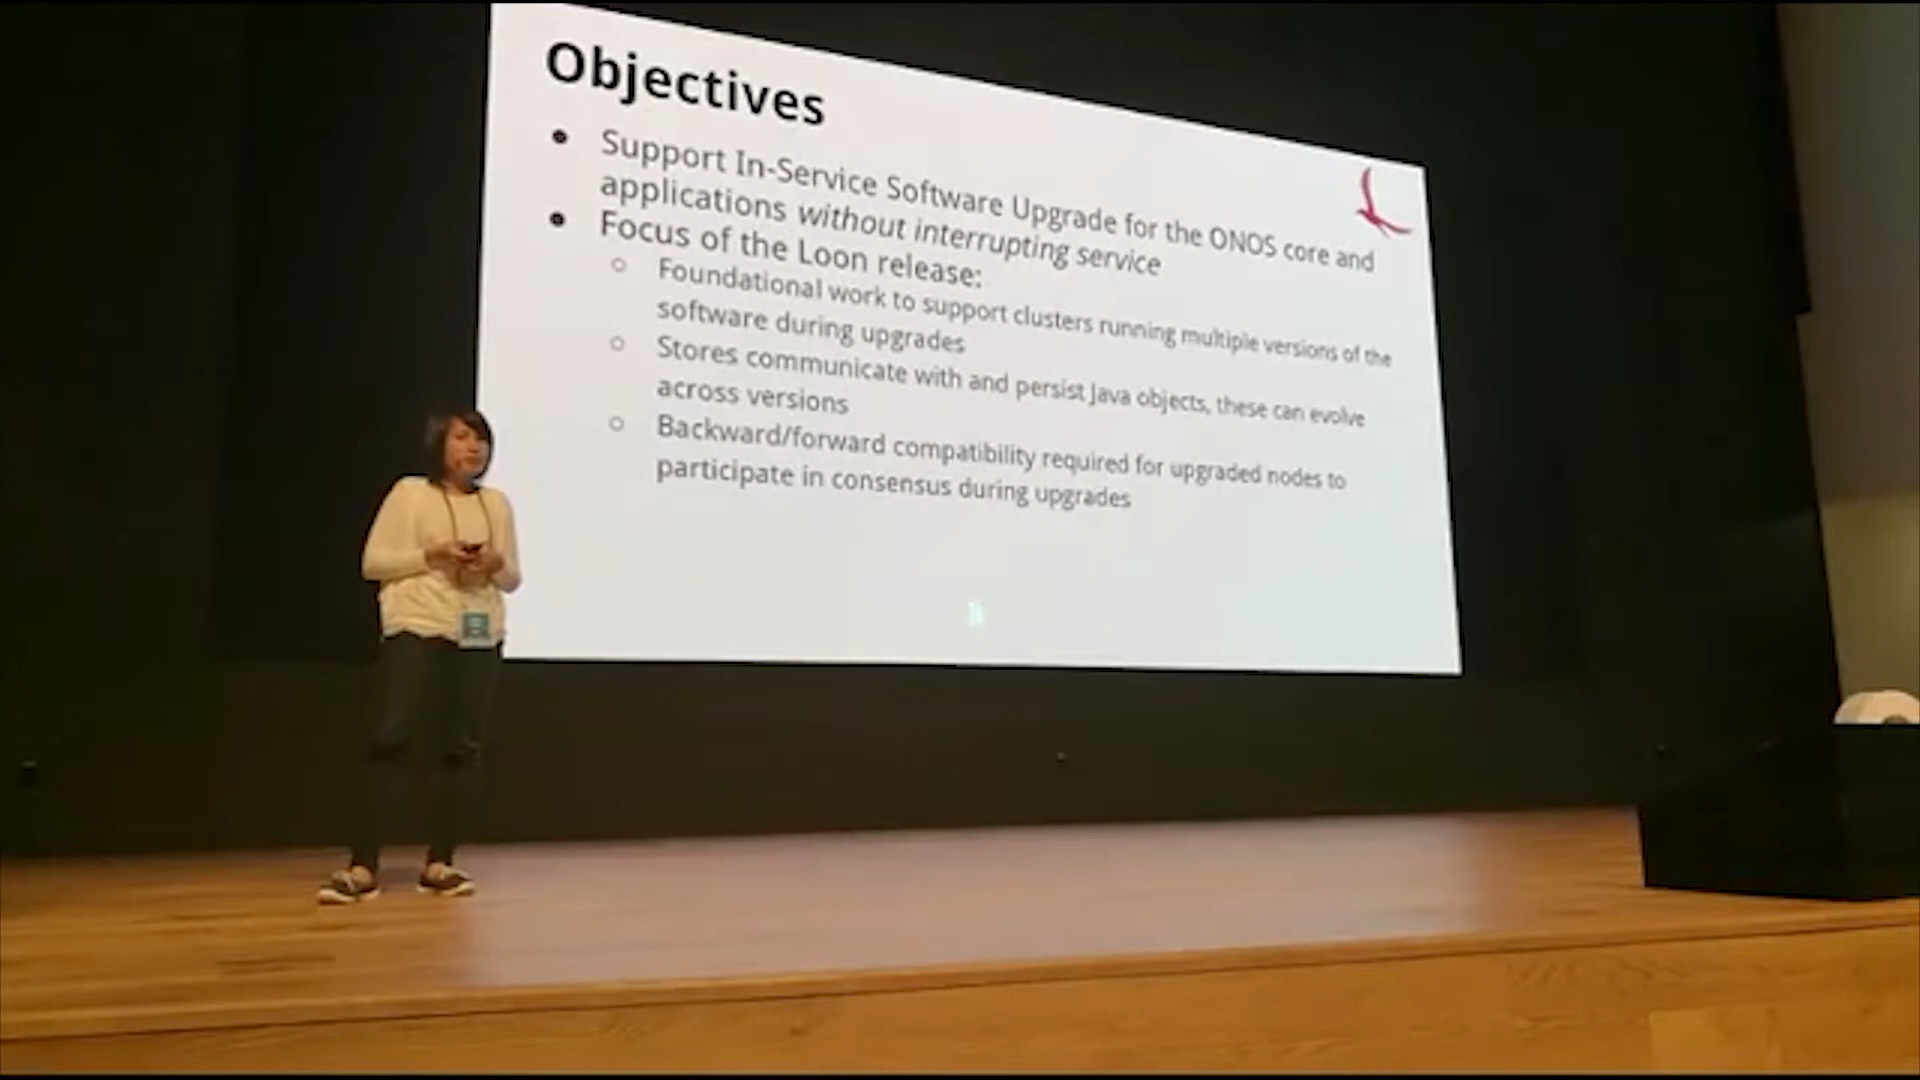 Objectives
● Support In-Service Software Upgrade for the ONOS core and
applications without interrupting service
● Focus of the Loon release:
○ Foundational work to support clusters running multiple versions of the
software during upgrades
○ Stores communicate with and persist Java objects, these can evolve
across versions
○ Backward/forward compatibility required for upgraded nodes to
participate in consensus during upgrades